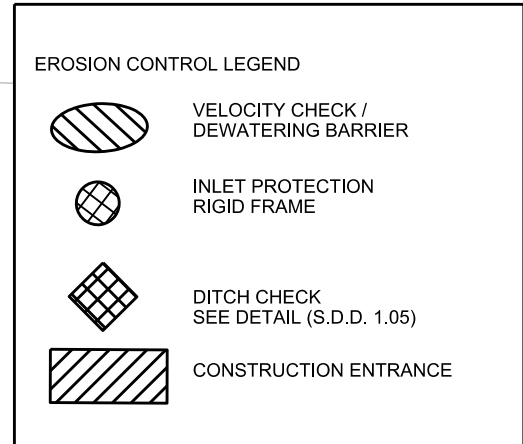 EROSION CONTROL LEGEND
VELOCITY CHECK /
DEWATERING BARRIER
INLET PROTECTION
RIGID FRAME
DITCH CHECK
SEE DETAIL (S.D.D. 1.05)
CONSTRUCTION ENTRANCE